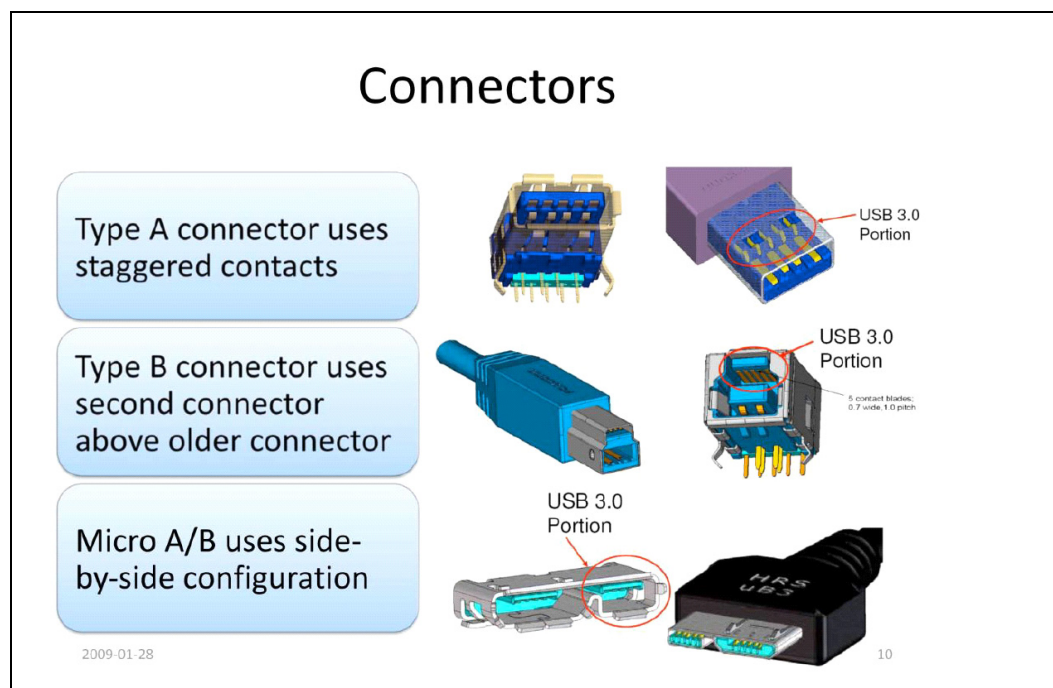 Connectors
Type A connector uses
staggered contacts
USB 3.0
Portion
Type B connector uses
second connector
above older connector
USB 3.0
Portion
5 contact blades;
0.7 wide,1.0 pitch
Micro A/B uses side-
by-side configuration
USB 3.0
Portion
HRS
uB3
2009-01-28
10